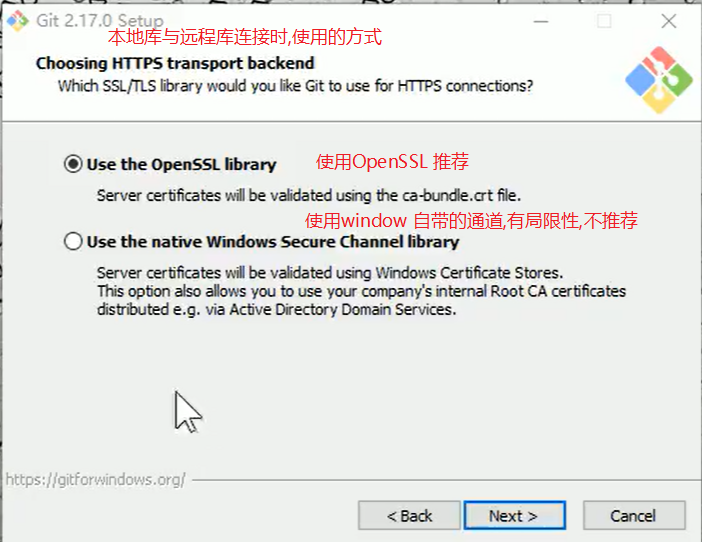 Git 2.17.0 Setup
本地库与远程库连接时,使用的方式
Choosing HTTPS transport backend
Which SSL/TLS library would you like Git to use for HTTPS connections?
Use the OpenSSL library
使用OpenSSL 推荐
Server certificates will be validated using the ca-bundle.crt file.
使用window 自带的通道,有局限性,不推荐
Use the native Windows Secure Channel library
Server certificates will be validated using Windows Certificate Stores.
This option also allows you to use your company's internal Root CA certificates
distributed e.g. via Active Directory Domain Services.
https://gitforwindows.org/
< Back
Next >
Cancel